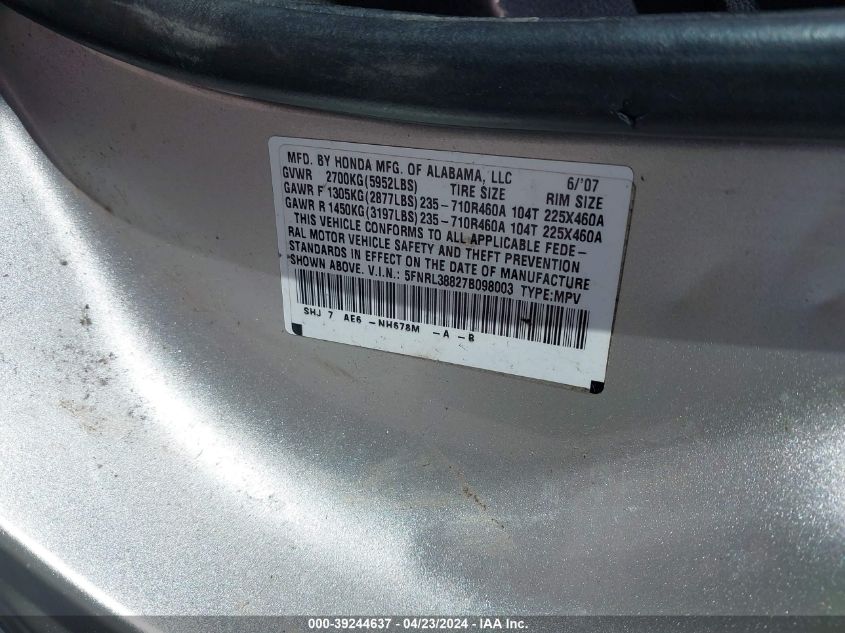 MFD. BY HONDA MFG. OF ALABAMA, LLC 6/'07
GVWR 2700KG(5952LBS) TIRE SIZE RIM SIZE
GAWR F 1305KG(2877LBS) 235-710R460A 104T 225X460A
GAWR R 1450KG(3197LBS) 235-710R460A 104T 225X460A
THIS VEHICLE CONFORMS TO ALL APPLICABLE FEDE-
RAL MOTOR VEHICLE SAFETY AND THEFT PREVENTION
STANDARDS IN EFFECT ON THE DATE OF MANUFACTURE
SHOWN ABOVE. V.I.N.: 5FNRL38827B098003 TYPE:MPV
SHJ 7 AE6 -NH678M -A -B
000-39244637 - 04/23/2024 - IAA Inc.